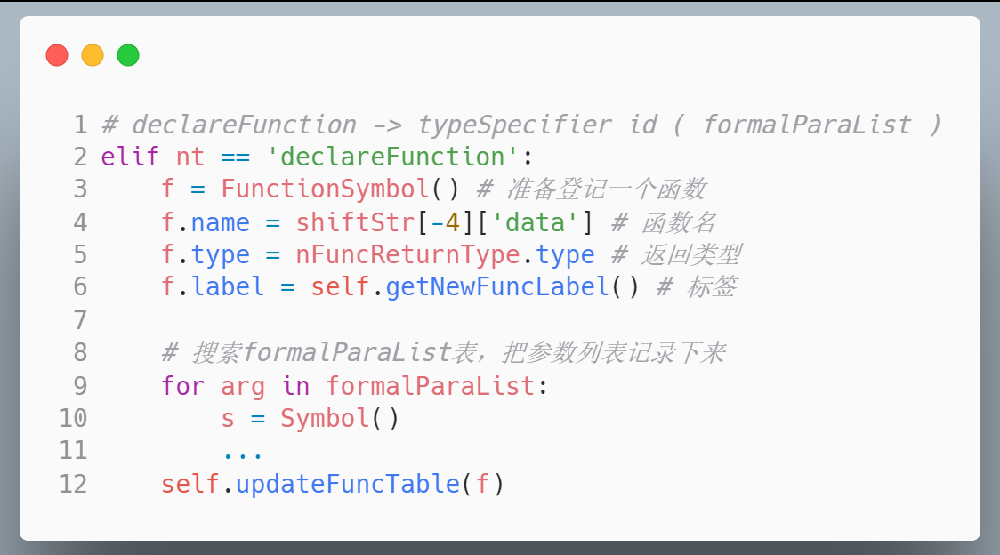 1 # declareFunction -> typeSpecifier id ( formalParaList )
2 elif nt == 'declareFunction':
3     f = FunctionSymbol() # 准备登记一个函数
4     f.name = shiftStr[-4]['data'] # 函数名
5     f.type = nFuncReturnType.type # 返回类型
6     f.label = self.getNewFuncLabel() # 标签
7
8     # 搜索formalParaList表，把参数列表记录下来
9     for arg in formalParaList:
10         s = Symbol()
11         ...
12     self.updateFuncTable(f)